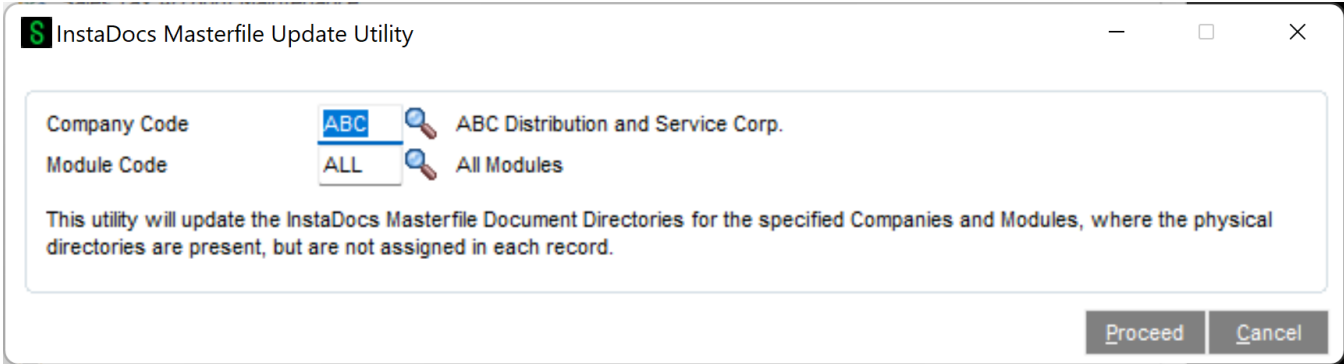 InstaDocs Masterfile Update Utility
Company Code ABC ABC Distribution and Service Corp.
Module Code ALL All Modules
This utility will update the InstaDocs Masterfile Document Directories for the specified Companies and Modules, where the physical
directories are present, but are not assigned in each record.
Proceed Cancel